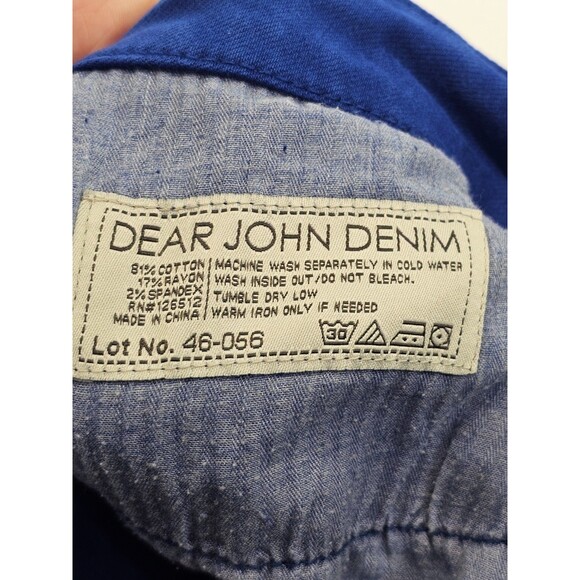 DEAR JOHN DENIM
81% COTTON
17% RAYON
2% SPANDEX
RN#126512
MADE IN CHINA
MACHINE WASH SEPARATELY IN COLD WATER
WASH INSIDE OUT/DO NOT BLEACH.
TUMBLE DRY LOW
WARM IRON ONLY IF NEEDED
Lot No. 46-056
30